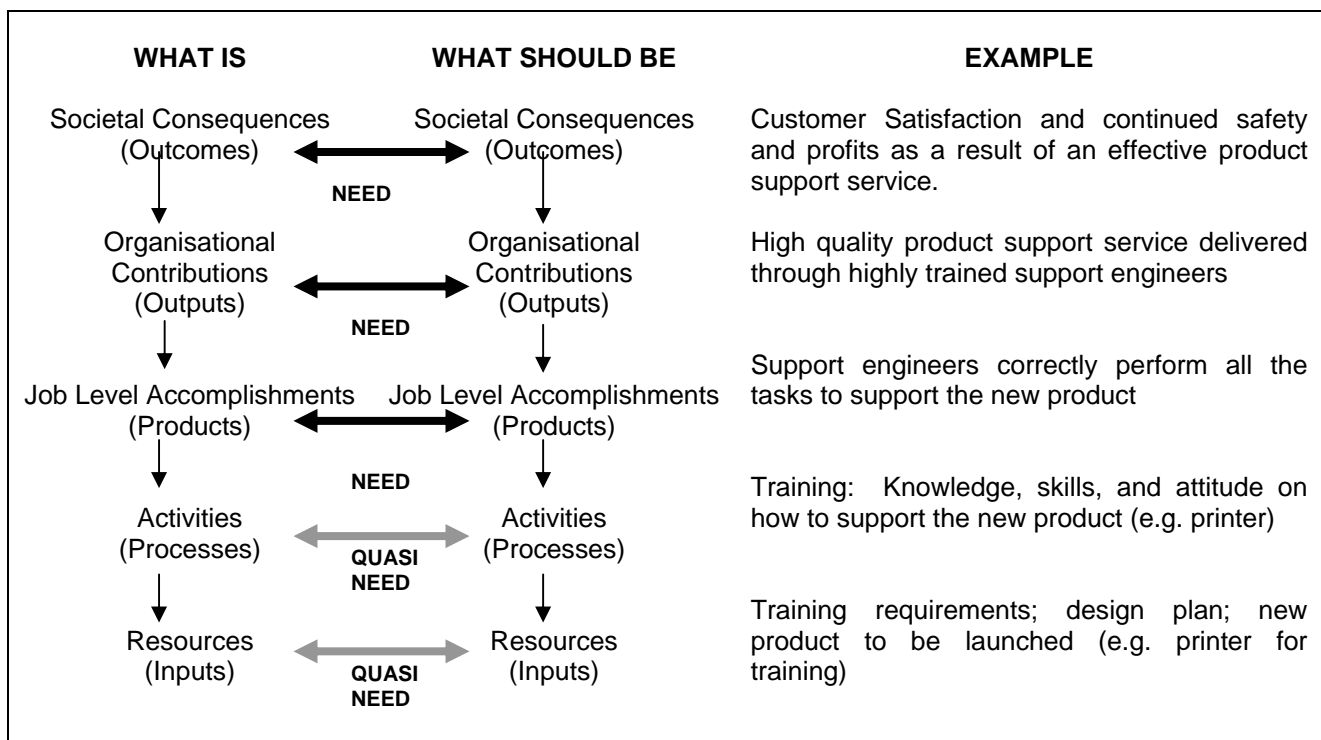 WHAT IS WHAT SHOULD BE EXAMPLE
Societal Consequences
(Outcomes)
Societal Consequences
(Outcomes)
NEED
Customer Satisfaction and continued safety
and profits as a result of an effective product
support service.
Organisational
Contributions
(Outputs)
Organisational
Contributions
(Outputs)
NEED
High quality product support service delivered
through highly trained support engineers
Job Level Accomplishments
(Products)
Job Level Accomplishments
(Products)
NEED
Support engineers correctly perform all the
tasks to support the new product
Activities
(Processes)
Activities
(Processes)
QUASI
NEED
Training: Knowledge, skills, and attitude on
how to support the new product (e.g. printer)
Resources
(Inputs)
Resources
(Inputs)
QUASI
NEED
Training requirements; design plan; new
product to be launched (e.g. printer for
training)